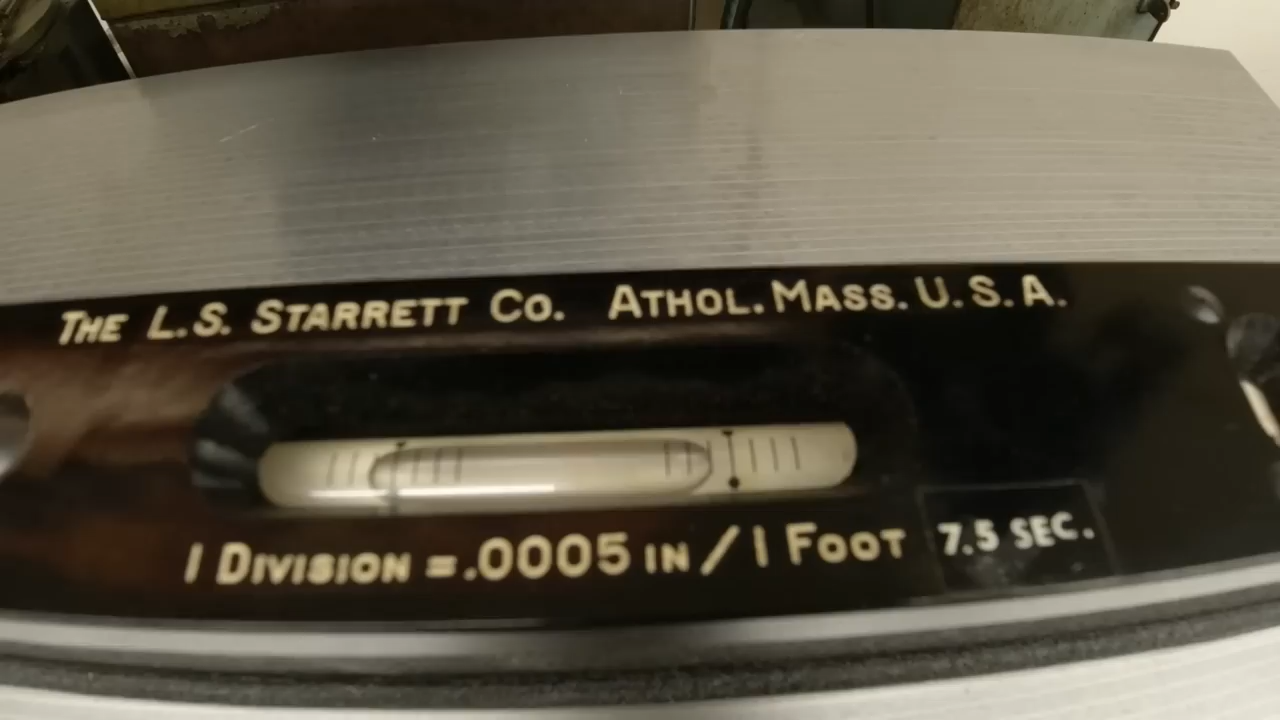 THE L.S. STARRETT CO. ATHOL. MASS. U.S.A.
1 DIVISION = .0005 IN / 1 FOOT 7.5 SEC.